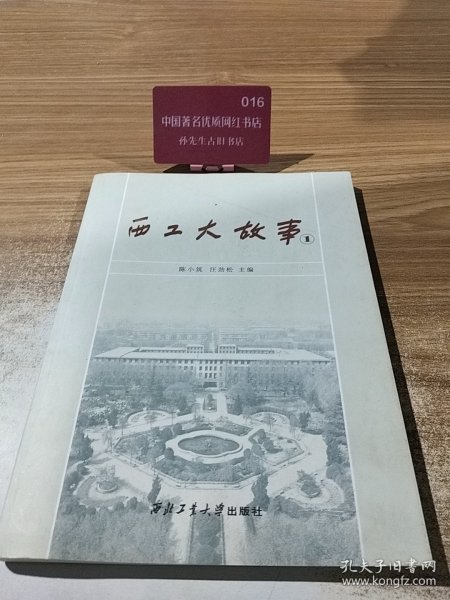 016
中国著名优质网红书店
孙先生古旧书店
西工大故事1
陈小筑 汪劲松 主编
西北工业大学出版社
孔夫子旧书网
www.kongfz.com